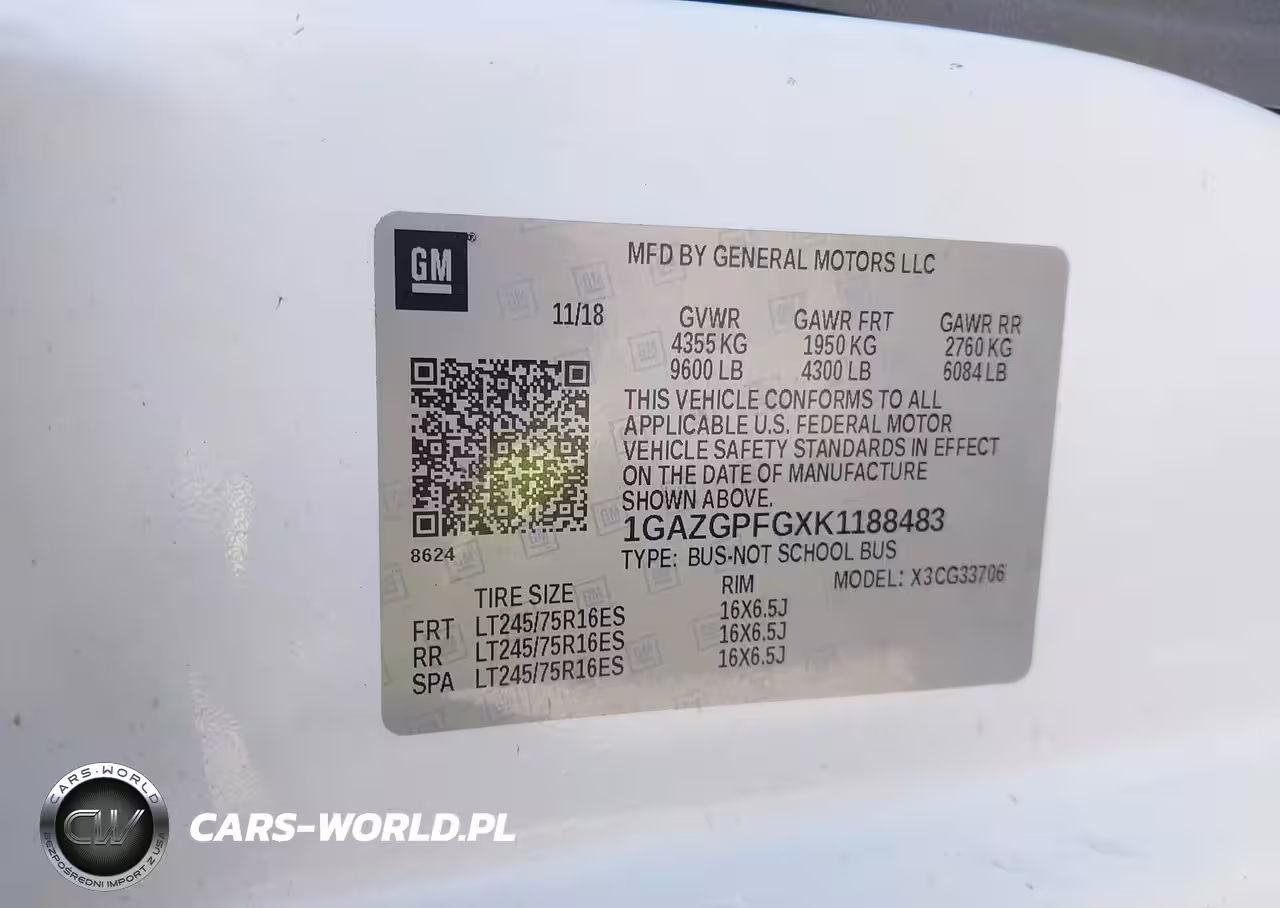 GM
®
MFD BY GENERAL MOTORS LLC
11/18
GVWR GAWR FRT GAWR RR
4355 KG 1950 KG 2760 KG
9600 LB 4300 LB 6084 LB
THIS VEHICLE CONFORMS TO ALL
APPLICABLE U.S. FEDERAL MOTOR
VEHICLE SAFETY STANDARDS IN EFFECT
ON THE DATE OF MANUFACTURE
SHOWN ABOVE.
1GAZGPFGXK1188483
8624
TYPE: BUS-NOT SCHOOL BUS
TIRE SIZE RIM MODEL: X3CG33706
FRT LT245/75R16ES 16X6.5J
RR LT245/75R16ES 16X6.5J
SPA LT245/75R16ES 16X6.5J
CARS-WORLD
CW
BEZPOŚREDNI IMPORT Z USA
CARS-WORLD.PL